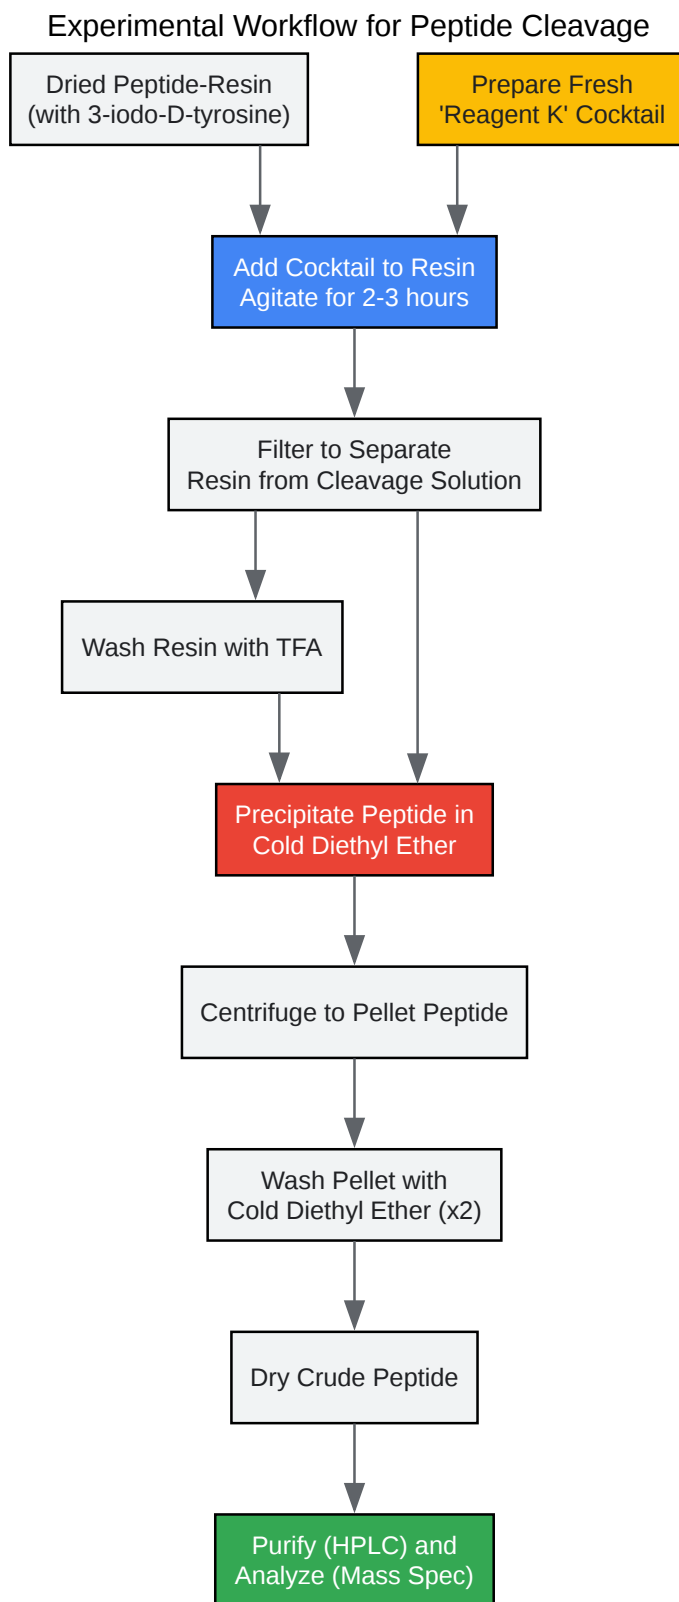 Experimental Workflow for Peptide Cleavage
Dried Peptide-Resin
(with 3-iodo-D-tyrosine)
Prepare Fresh
'Reagent K' Cocktail
Add Cocktail to Resin
Agitate for 2-3 hours
Filter to Separate
Resin from Cleavage Solution
Wash Resin with TFA
Precipitate Peptide in
Cold Diethyl Ether
Centrifuge to Pellet Peptide
Wash Pellet with
Cold Diethyl Ether (x2)
Dry Crude Peptide
Purify (HPLC) and
Analyze (Mass Spec)